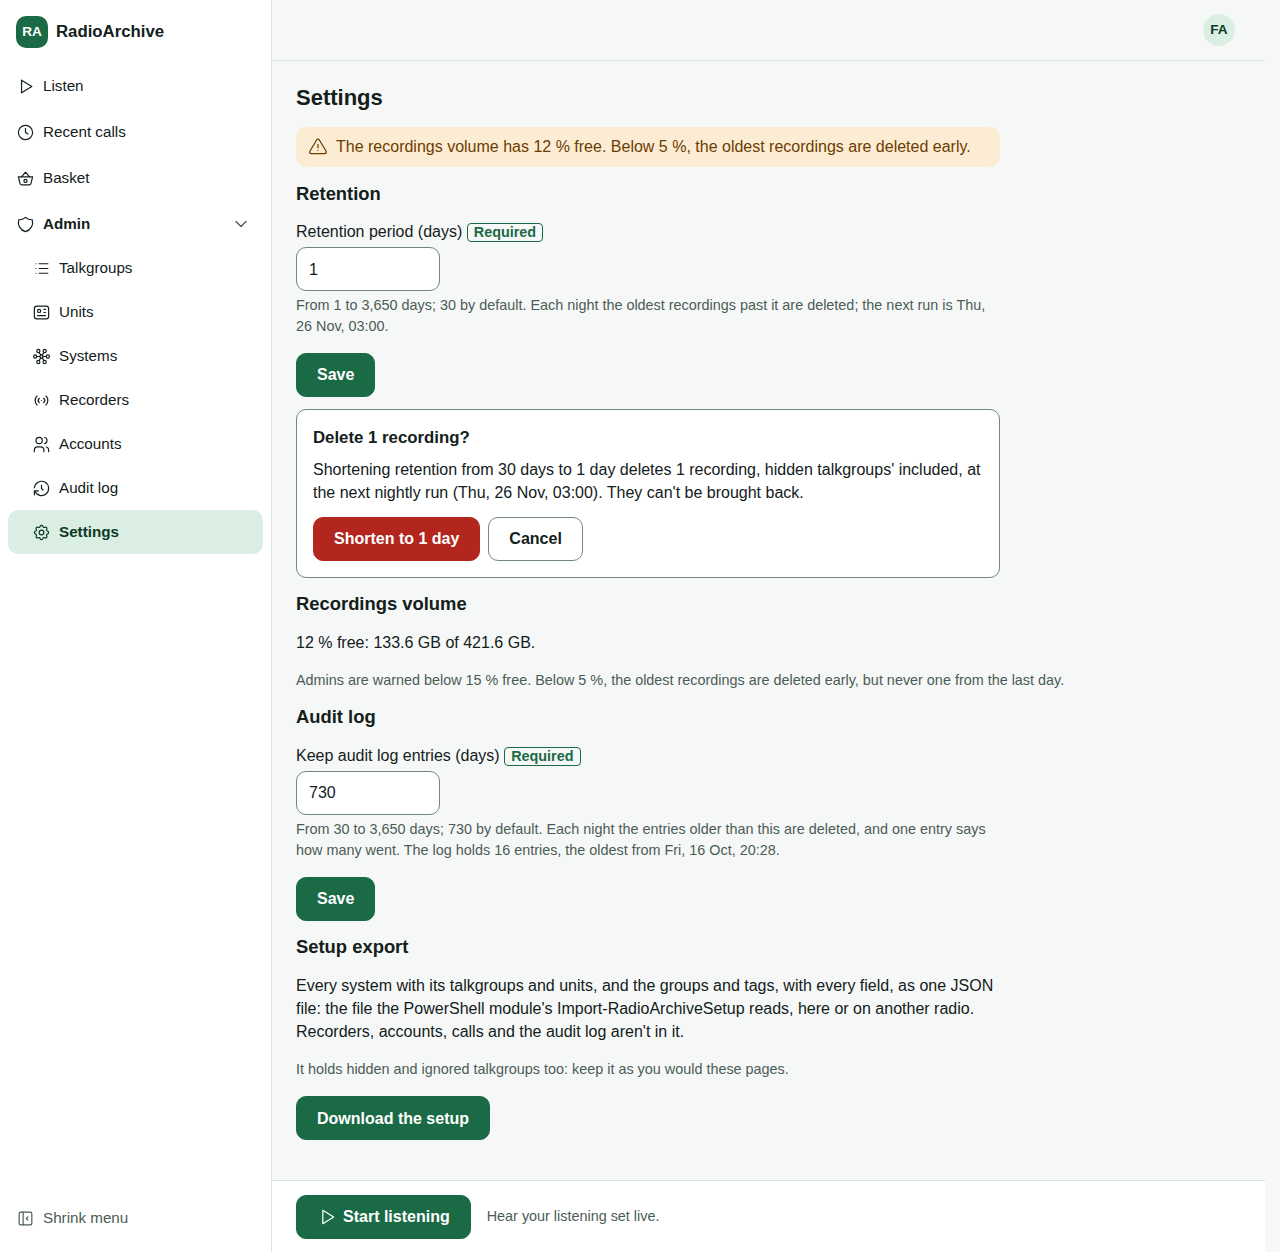 RA RadioArchive
FA
Listen
Recent calls
Basket
Admin
Talkgroups
Units
Systems
Recorders
Accounts
Audit log
Settings
Shrink menu
Settings
The recordings volume has 12 % free. Below 5 %, the oldest recordings are deleted early.
Retention
Retention period (days) Required
1
From 1 to 3,650 days; 30 by default. Each night the oldest recordings past it are deleted; the next run is Thu,
26 Nov, 03:00.
Save
Delete 1 recording?
Shortening retention from 30 days to 1 day deletes 1 recording, hidden talkgroups' included, at
the next nightly run (Thu, 26 Nov, 03:00). They can't be brought back.
Shorten to 1 day Cancel
Recordings volume
12 % free: 133.6 GB of 421.6 GB.
Admins are warned below 15 % free. Below 5 %, the oldest recordings are deleted early, but never one from the last day.
Audit log
Keep audit log entries (days) Required
730
From 30 to 3,650 days; 730 by default. Each night the entries older than this are deleted, and one entry says
how many went. The log holds 16 entries, the oldest from Fri, 16 Oct, 20:28.
Save
Setup export
Every system with its talkgroups and units, and the groups and tags, with every field, as one JSON
file: the file the PowerShell module's Import-RadioArchiveSetup reads, here or on another radio.
Recorders, accounts, calls and the audit log aren't in it.
It holds hidden and ignored talkgroups too: keep it as you would these pages.
Download the setup
Start listening Hear your listening set live.